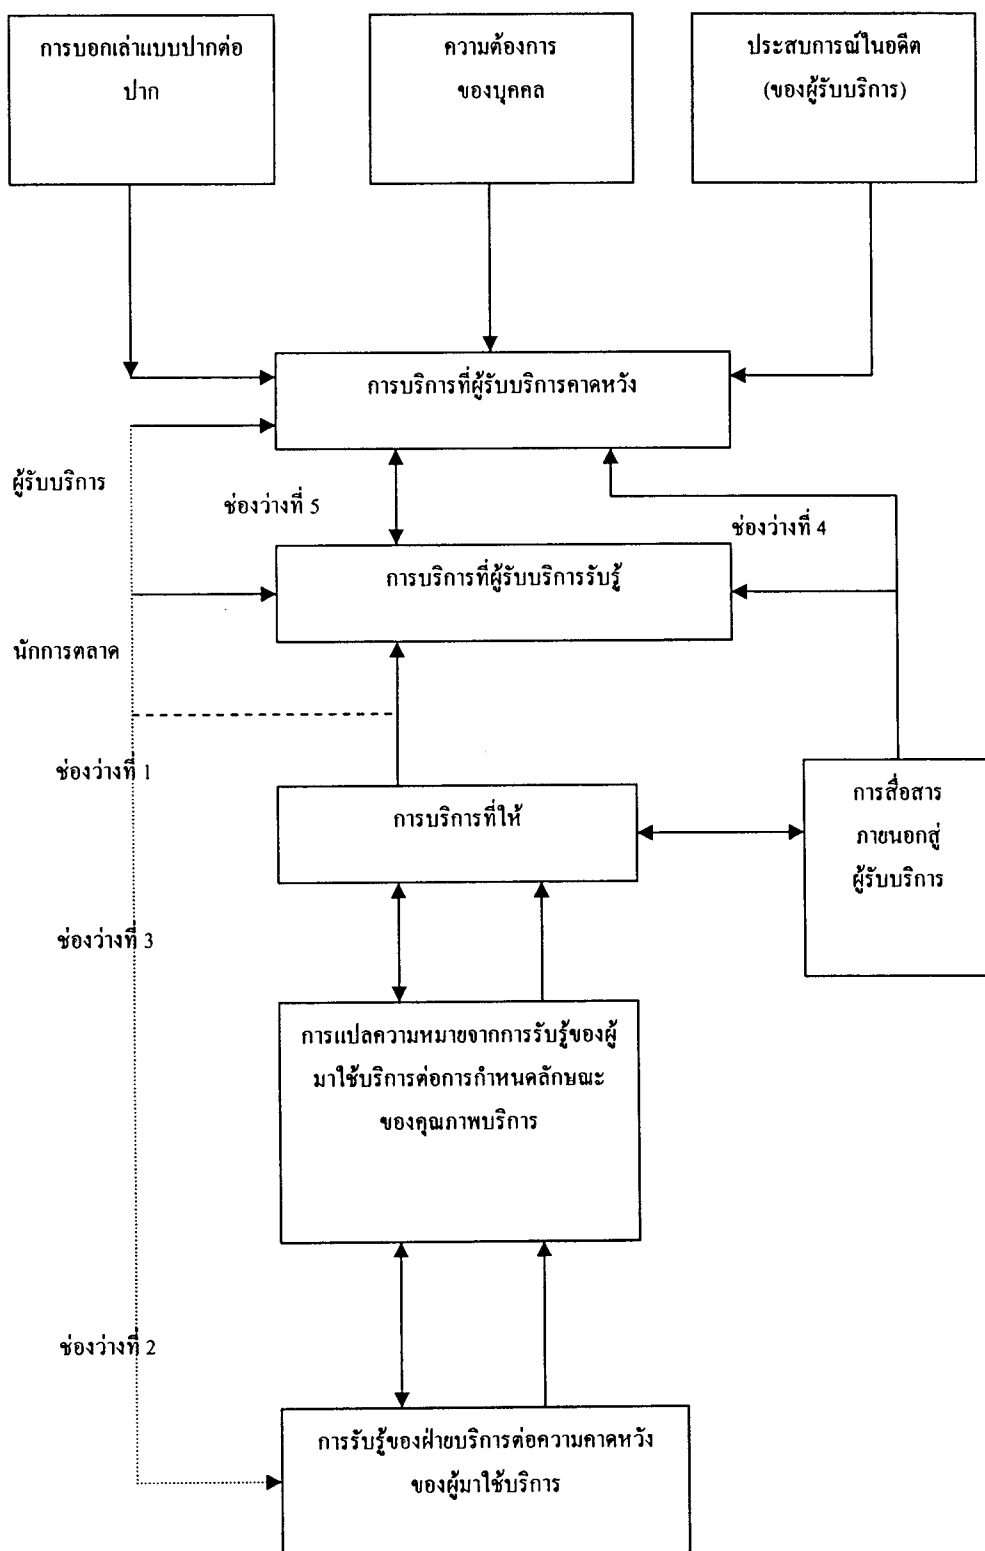 การบอกเล่าแบบปากต่อ
ปาก
ความต้องการ
ของบุคคล
ประสบการณ์ในอดีต
(ของผู้รับบริการ)
การบริการที่ผู้รับบริการคาดหวัง
ผู้รับบริการ
ช่องว่างที่ 5
ช่องว่างที่ 4
การบริการที่ผู้รับบริการรับรู้
นักการตลาด
ช่องว่างที่ 1
การบริการที่ให้
การสื่อสาร
ภายนอกสู่
ผู้รับบริการ
ช่องว่างที่ 3
การแปลความหมายจากการรับรู้ของผู้
มาใช้บริการต่อการกำหนดลักษณะ
ของคุณภาพบริการ
ช่องว่างที่ 2
การรับรู้ของฝ่ายบริการต่อความคาดหวัง
ของผู้มาใช้บริการ